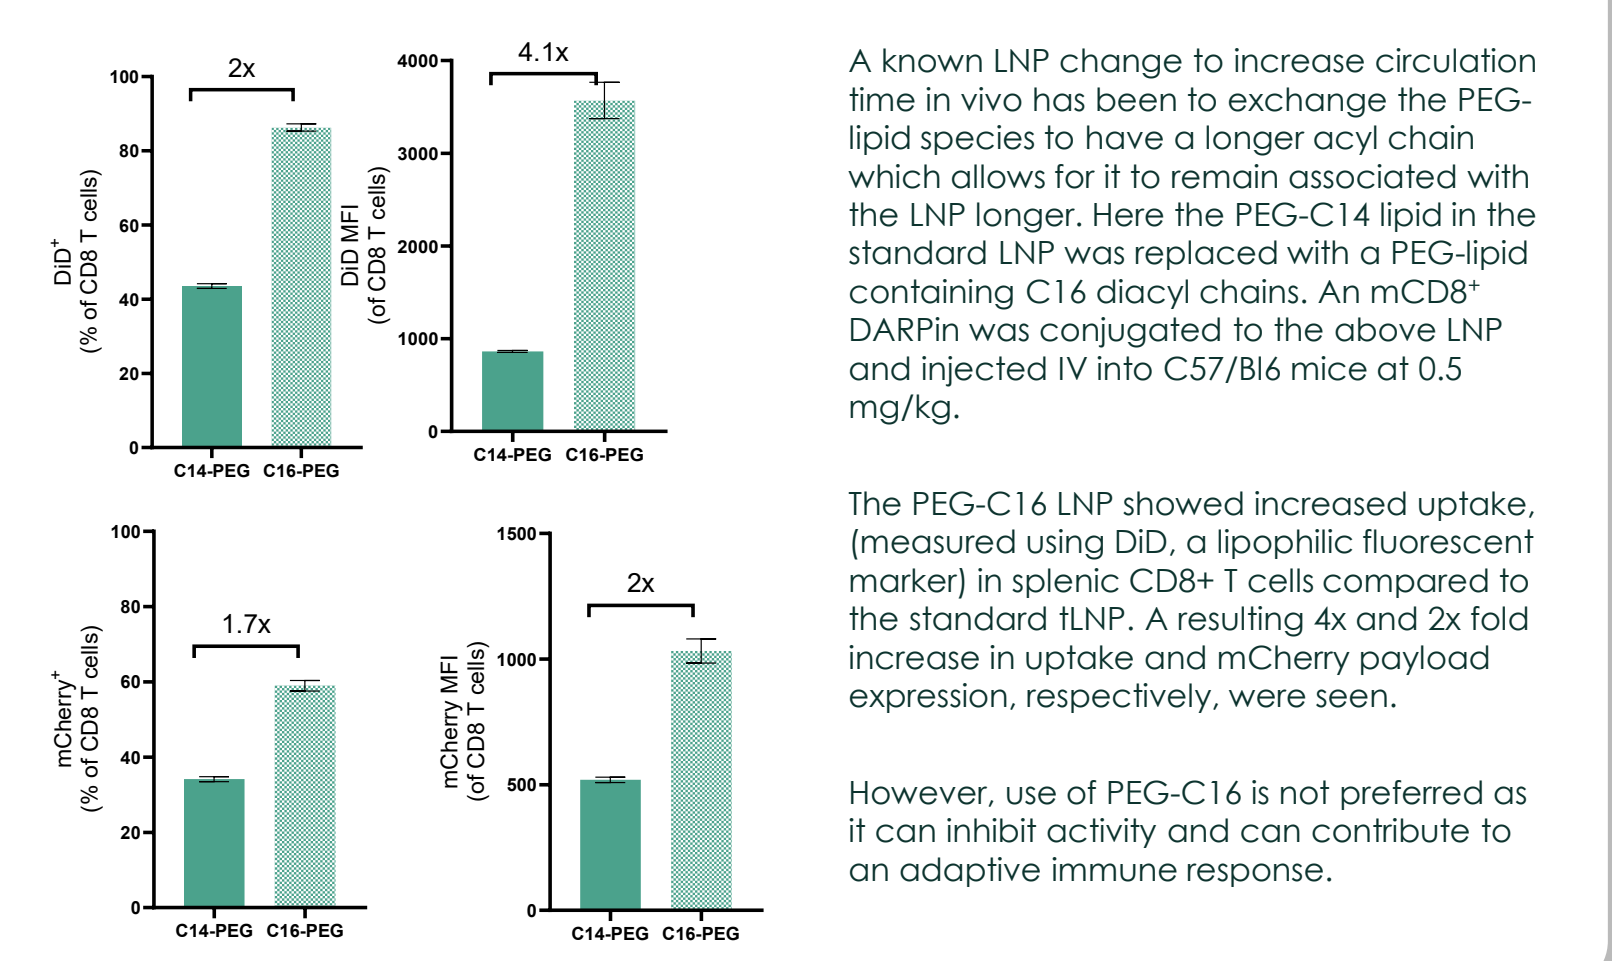 2x
100
80
60
40
20
0
DiD+
(% of CD8 T cells)
C14-PEG C16-PEG
4.1x
4000
3000
2000
1000
0
DiD MFI
(of CD8 T cells)
C14-PEG C16-PEG
1.7x
100
80
60
40
20
0
mCherry+
(% of CD8 T cells)
C14-PEG C16-PEG
2x
1500
1000
500
0
mCherry MFI
(of CD8 T cells)
C14-PEG C16-PEG
A known LNP change to increase circulation
time in vivo has been to exchange the PEG-
lipid species to have a longer acyl chain
which allows for it to remain associated with
the LNP longer. Here the PEG-C14 lipid in the
standard LNP was replaced with a PEG-lipid
containing C16 diacyl chains. An mCD8+
DARPin was conjugated to the above LNP
and injected IV into C57/Bl6 mice at 0.5
mg/kg.
The PEG-C16 LNP showed increased uptake,
(measured using DiD, a lipophilic fluorescent
marker) in splenic CD8+ T cells compared to
the standard tLNP. A resulting 4x and 2x fold
increase in uptake and mCherry payload
expression, respectively, were seen.
However, use of PEG-C16 is not preferred as
it can inhibit activity and can contribute to
an adaptive immune response.